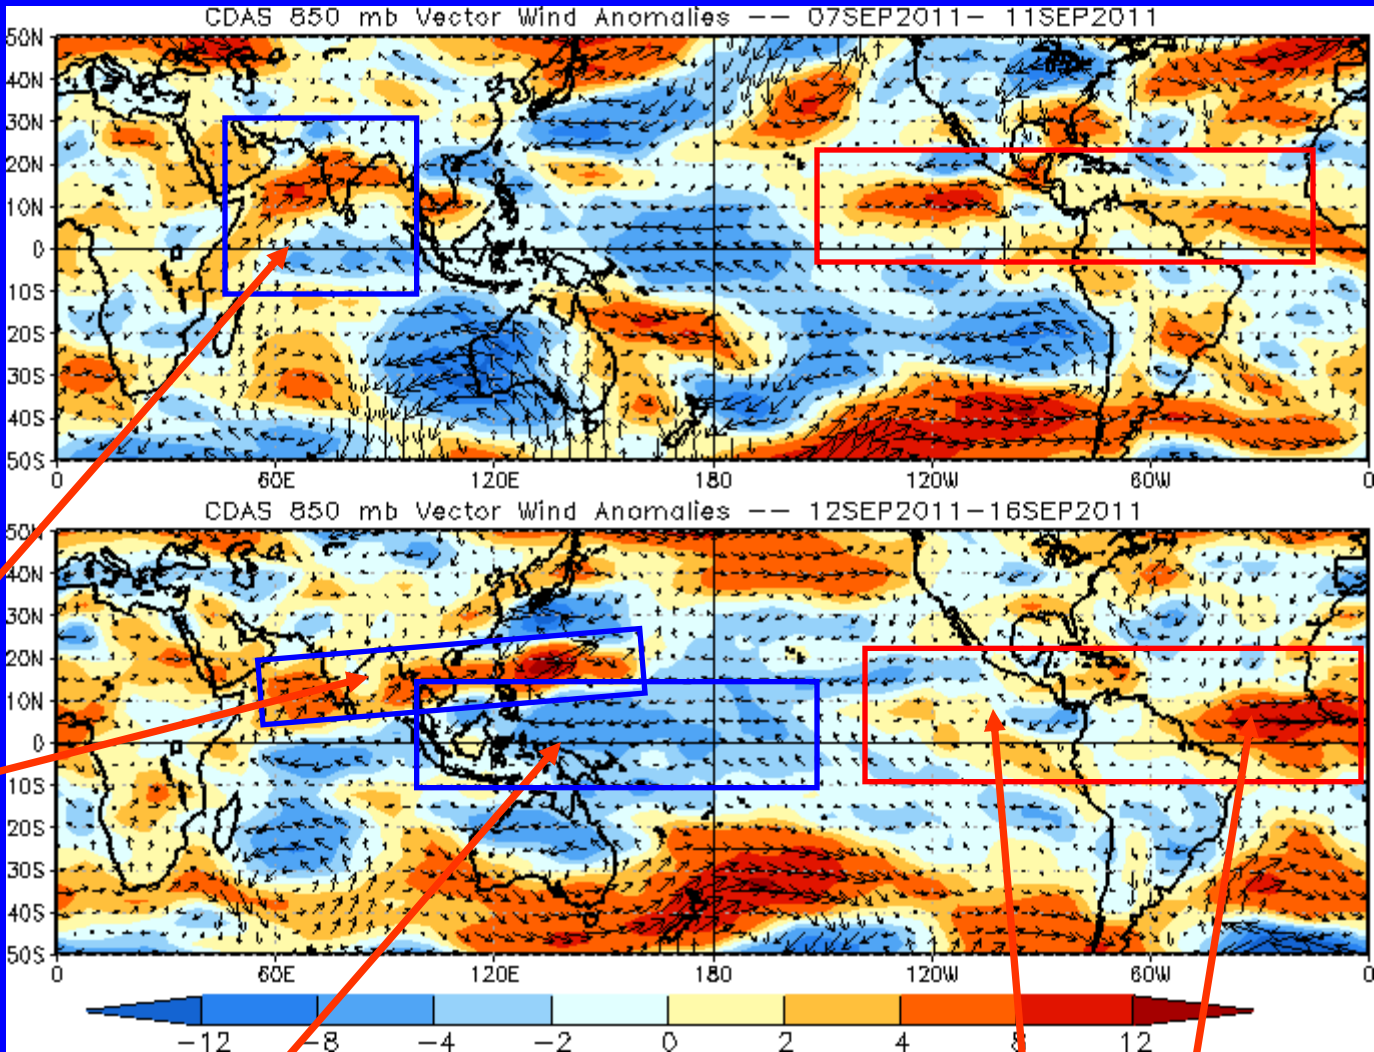 CDAS 850 mb Vector Wind Anomalies -- 07SEP2011- 11SEP2011
50N
40N
30N
20N
10N
0
10S
20S
30S
40S
50S
0 60E 120E 180 120W 60W 0
CDAS 850 mb Vector Wind Anomalies -- 12SEP2011-16SEP2011
50N
40N
30N
20N
10N
0
10S
20S
30S
40S
50S
0 60E 120E 180 120W 60W 0
-12 -8 -4 -2 0 2 4 8 12